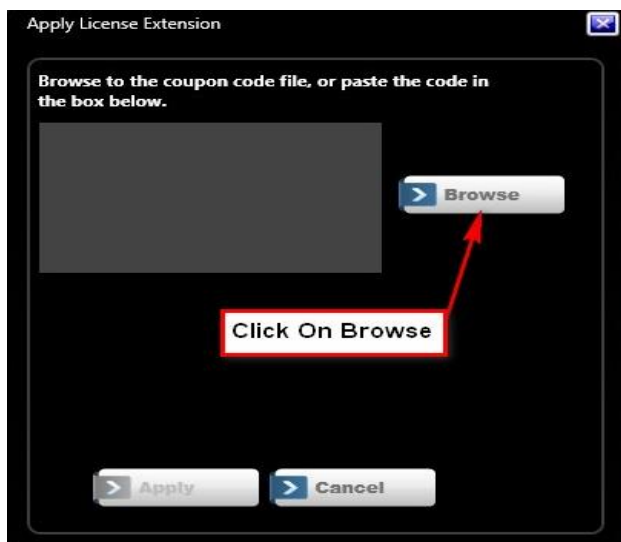 Apply License Extension
Browse to the coupon code file, or paste the code in
the box below.
Browse
Click On Browse
Apply
Cancel